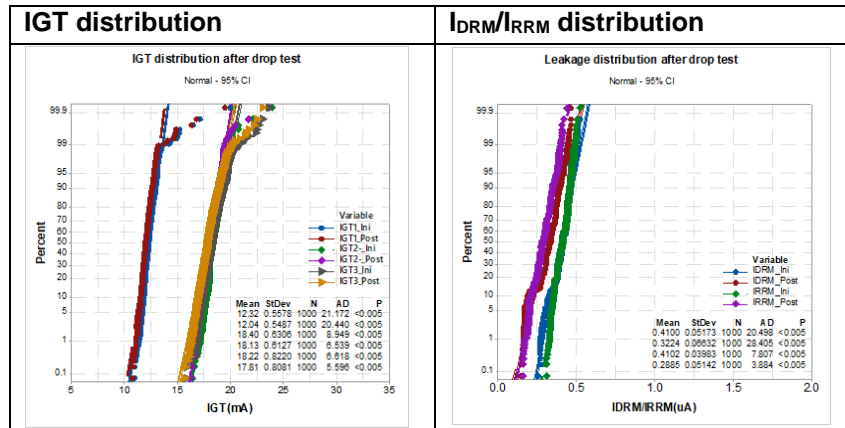 IGT distribution
IDRM/IRRM distribution
IGT distribution after drop test
Normal - 95% CI
99.9
99
95
90
80
70
60
50
40
30
20
10
5
1
0.1
Percent
Variable
IGT1_Ini
IGT1_Post
IGT2-_Ini
IGT2-_Post
IGT3_Ini
IGT3_Post
Mean StDev N AD P
12.32 0.5578 1000 21.172 <0.005
12.04 0.5487 1000 20.440 <0.005
18.40 0.6306 1000 8.949 <0.005
18.13 0.6127 1000 6.539 <0.005
18.22 0.8220 1000 6.618 <0.005
17.81 0.8081 1000 5.596 <0.005
5 10 15 20 25 30 35
IGT(mA)
Leakage distribution after drop test
Normal - 95% CI
99.9
99
95
90
80
70
60
50
40
30
20
10
5
1
0.1
Percent
Variable
IDRM_Ini
IDRM_Post
IRRM_Ini
IRRM_Post
Mean StDev N AD P
0.4100 0.05173 1000 20.498 <0.005
0.3224 0.06632 1000 28.405 <0.005
0.4102 0.03983 1000 7.807 <0.005
0.2885 0.05142 1000 3.884 <0.005
0.0 0.5 1.0 1.5 2.0
IDRM/IRRM(uA)